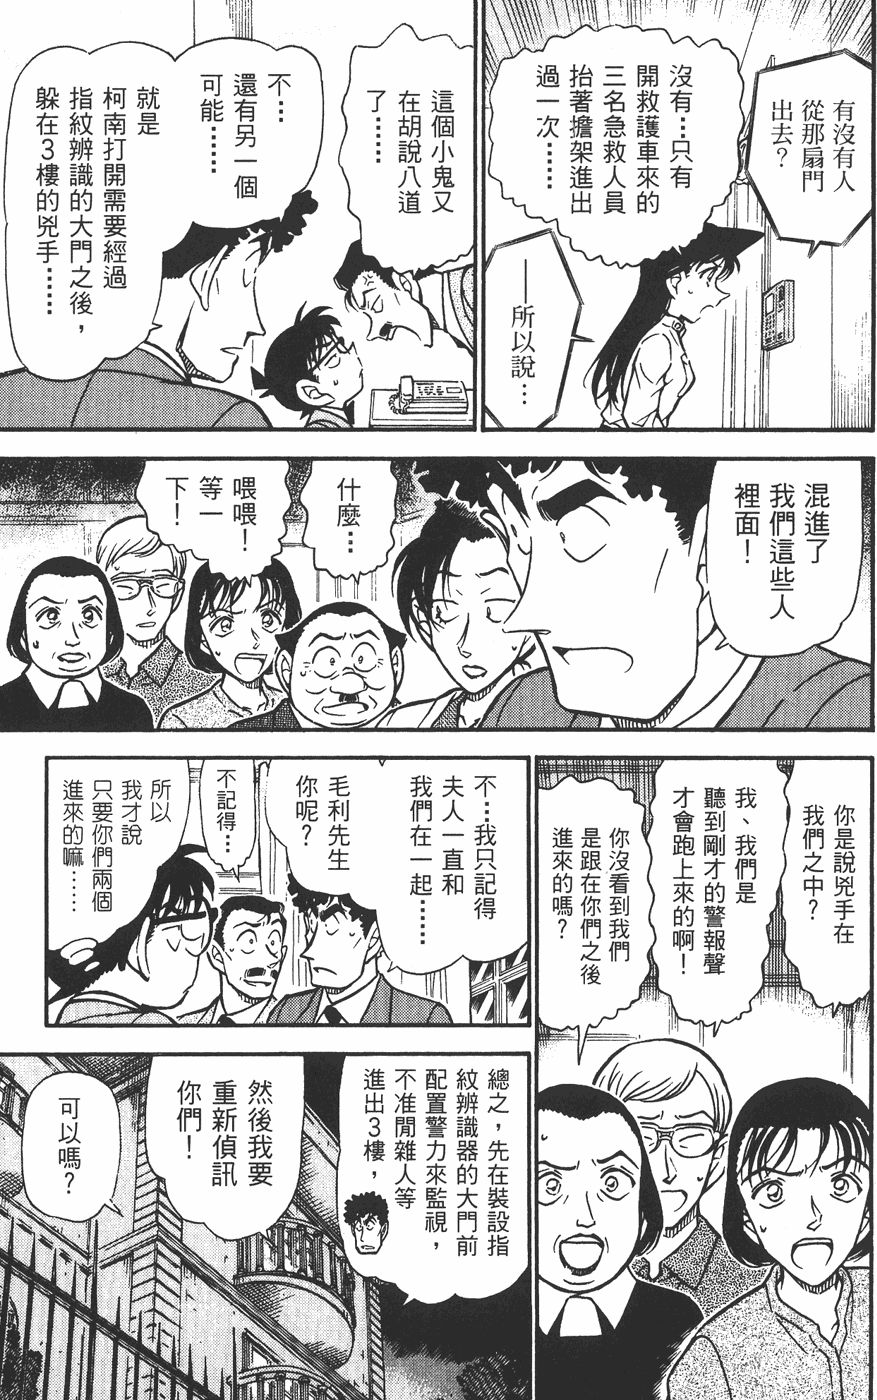 有沒有人
從那扇門
出去？
沒有…只有
開救護車來的
三名急救人員
抬著擔架進出
過一次……
——所以說…
這個小鬼又
在胡說八道
了……
不…
還有另一個
可能……
就是
柯南打開需要經過
指紋辨識的大門之後，
躲在３樓的兇手……
混進了
我們這些人
裡面！
什麼…
喂喂！
等一
下！
你是說兇手在
我們之中？
我、我們是
聽到剛才的警報聲
才會跑上來的啊！
你沒看到我們
是跟在你們之後
進來的嗎？
不…我只記得
夫人一直和
我們在一起……
毛利先生
你呢？
不記得…
所以
我才說
只要你們兩個
進來的嘛……
總之，先在裝設指
紋辨識器的大門前
配置警力來監視，
不准閒雜人等
進出３樓，
然後我要
重新偵訊
你們！
可以嗎？